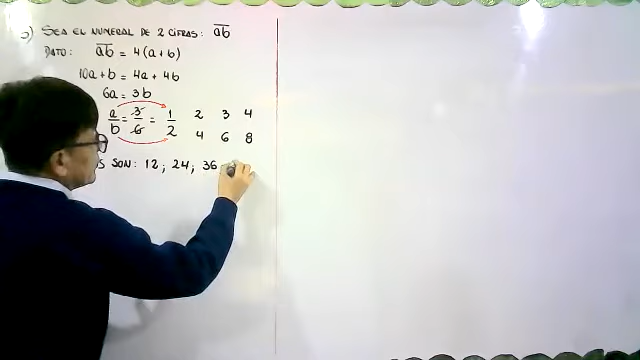 SEA EL NUMERAL DE 2 CIFRAS: ab
DATO: ab = 4(a+b)
10a + b = 4a + 4b
6a = 3b
a/b = 3/6 = 1/2 2/4 3/6 4/8
S SON: 12; 24; 36